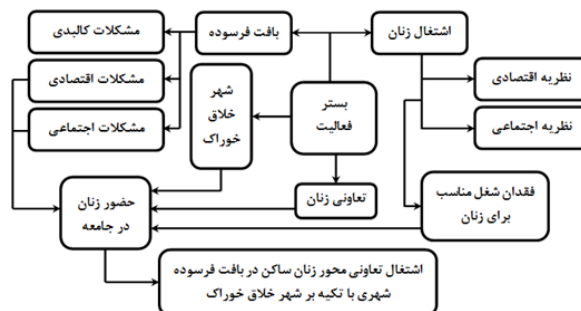 اشتغال زنان
بافت فرسوده
مشکلات کالبدی
نظریه اقتصادی
مشکلات اقتصادی
شهر
خلاق
خوراک
بستر
فعالیت
نظریه اجتماعی
مشکلات اجتماعی
فقدان شغل مناسب
برای زنان
تعاونی زنان
حضور زنان
در جامعه
اشتغال تعاونی محور زنان ساکن در بافت فرسوده
شهری با تکیه بر شهر خلاق خوراک